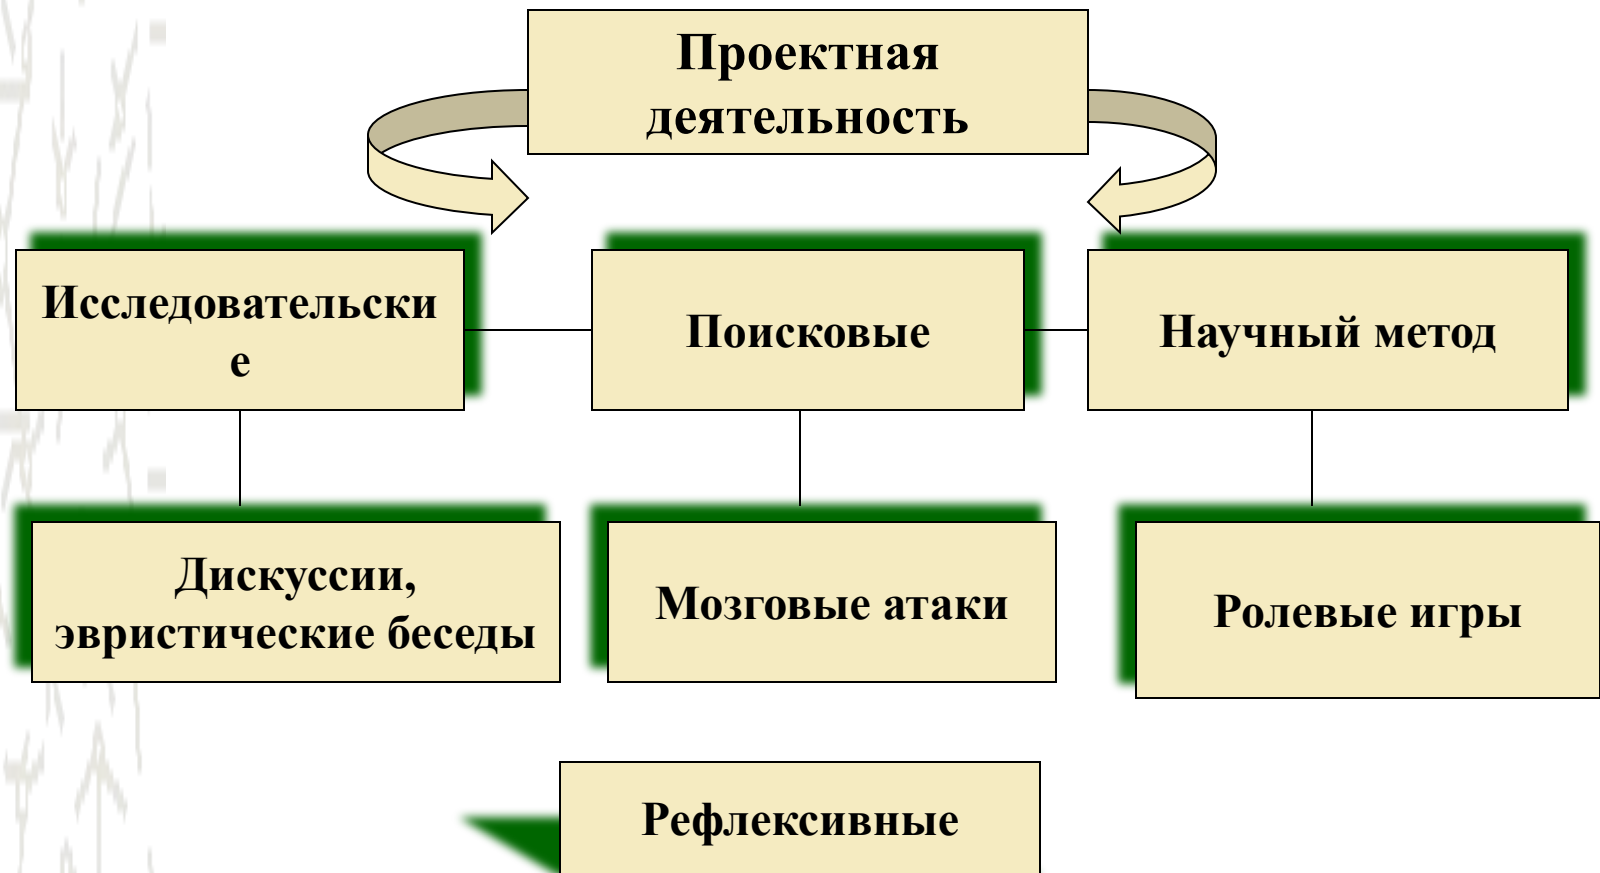 Проектная
деятельность
Исследовательски
е
Поисковые
Научный метод
Дискуссии,
эвристические беседы
Мозговые атаки
Ролевые игры
Рефлексивные